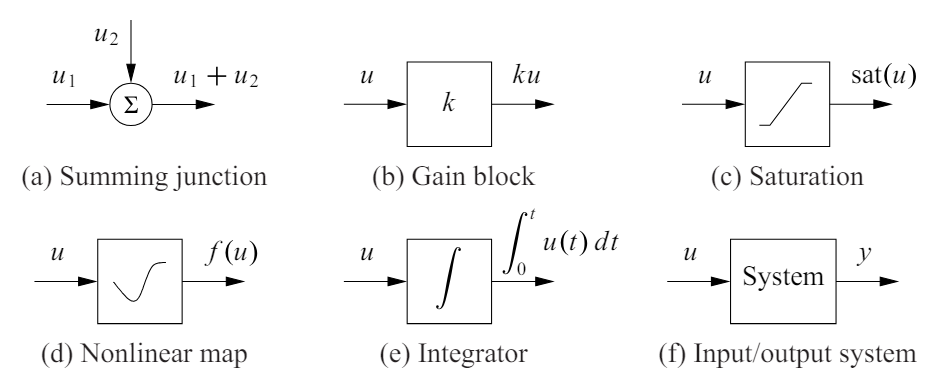 u₂
u₁ Σ u₁ + u₂
(a) Summing junction
u k ku
(b) Gain block
u sat(u)
(c) Saturation
u f(u)
(d) Nonlinear map
u ∫ ∫₀ᵗ u(t) dt
(e) Integrator
u System y
(f) Input/output system